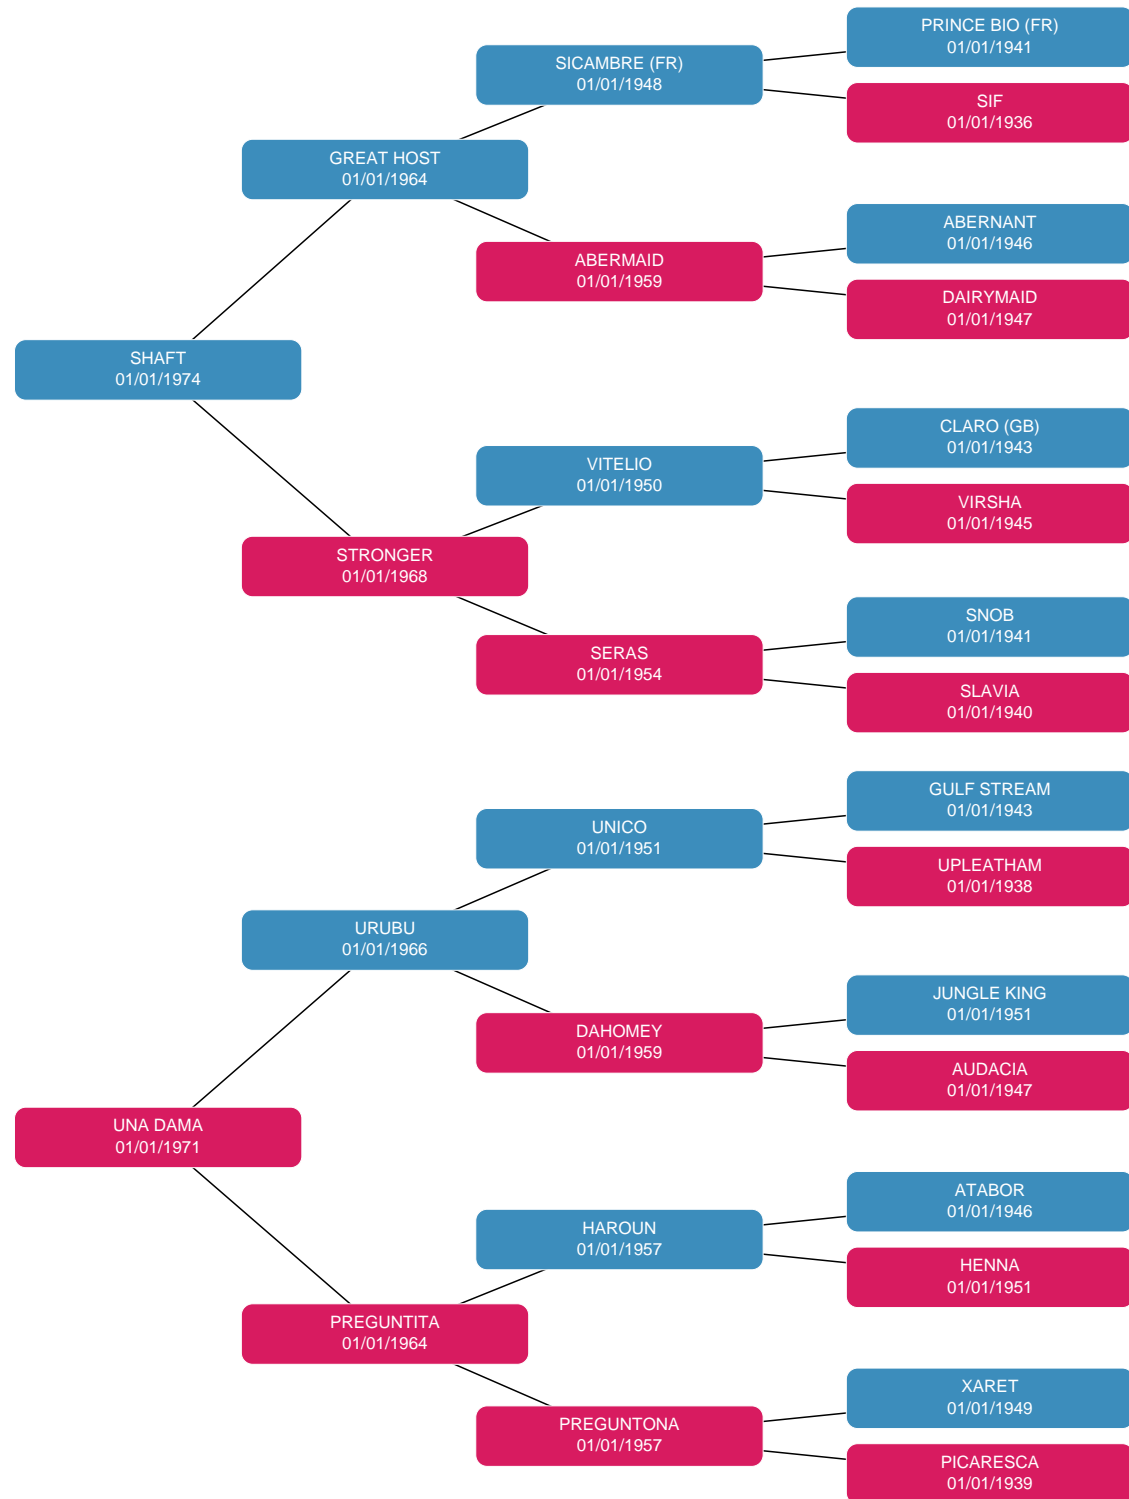 PRINCE BIO (FR)
01/01/1941
SICAMBRE (FR)
01/01/1948
SIF
01/01/1936
GREAT HOST
01/01/1964
ABERNANT
01/01/1946
ABERMAID
01/01/1959
DAIRYMAID
01/01/1947
SHAFT
01/01/1974
CLARO (GB)
01/01/1943
VITELIO
01/01/1950
VIRSHA
01/01/1945
STRONGER
01/01/1968
SNOB
01/01/1941
SERAS
01/01/1954
SLAVIA
01/01/1940
GULF STREAM
01/01/1943
UNICO
01/01/1951
UPLEATHAM
01/01/1938
URUBU
01/01/1966
JUNGLE KING
01/01/1951
DAHOMEY
01/01/1959
AUDACIA
01/01/1947
UNA DAMA
01/01/1971
ATABOR
01/01/1946
HAROUN
01/01/1957
HENNA
01/01/1951
PREGUNTITA
01/01/1964
XARET
01/01/1949
PREGUNTONA
01/01/1957
PICARESCA
01/01/1939